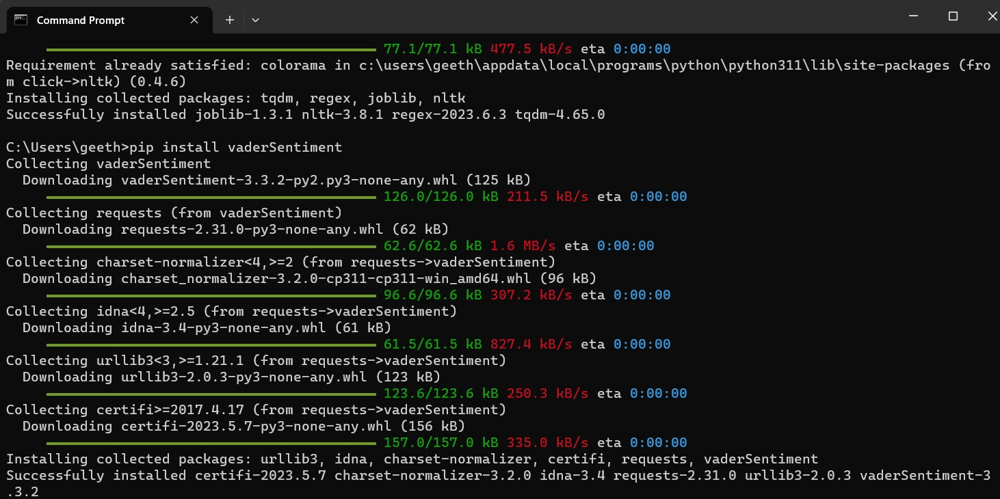 Command Prompt
77.1/77.1 kB 477.5 kB/s eta 0:00:00
Requirement already satisfied: colorama in c:\users\geeth\appdata\local\programs\python\python311\lib\site-packages (fro
m click->nltk) (0.4.6)
Installing collected packages: tqdm, regex, joblib, nltk
Successfully installed joblib-1.3.1 nltk-3.8.1 regex-2023.6.3 tqdm-4.65.0
C:\Users\geeth>pip install vaderSentiment
Collecting vaderSentiment
Downloading vaderSentiment-3.3.2-py2.py3-none-any.whl (125 kB)
126.0/126.0 kB 211.5 kB/s eta 0:00:00
Collecting requests (from vaderSentiment)
Downloading requests-2.31.0-py3-none-any.whl (62 kB)
62.6/62.6 kB 1.6 MB/s eta 0:00:00
Collecting charset-normalizer<4,>=2 (from requests->vaderSentiment)
Downloading charset_normalizer-3.2.0-cp311-cp311-win_amd64.whl (96 kB)
96.6/96.6 kB 307.2 kB/s eta 0:00:00
Collecting idna<4,>=2.5 (from requests->vaderSentiment)
Downloading idna-3.4-py3-none-any.whl (61 kB)
61.5/61.5 kB 827.4 kB/s eta 0:00:00
Collecting urllib3<3,>=1.21.1 (from requests->vaderSentiment)
Downloading urllib3-2.0.3-py3-none-any.whl (123 kB)
123.6/123.6 kB 250.3 kB/s eta 0:00:00
Collecting certifi>=2017.4.17 (from requests->vaderSentiment)
Downloading certifi-2023.5.7-py3-none-any.whl (156 kB)
157.0/157.0 kB 335.0 kB/s eta 0:00:00
Installing collected packages: urllib3, idna, charset-normalizer, certifi, requests, vaderSentiment
Successfully installed certifi-2023.5.7 charset-normalizer-3.2.0 idna-3.4 requests-2.31.0 urllib3-2.0.3 vaderSentiment-3
.3.2